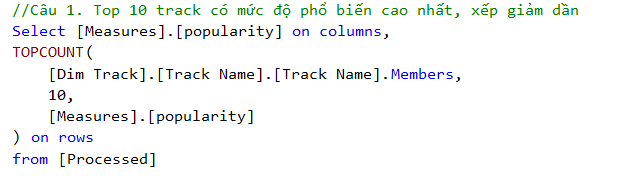 //Câu 1. Top 10 track có mức độ phổ biến cao nhất, xếp giảm dần
Select [Measures].[popularity] on columns,
TOPCOUNT(
    [Dim Track].[Track Name].[Track Name].Members,
    10,
    [Measures].[popularity]
) on rows
from [Processed]